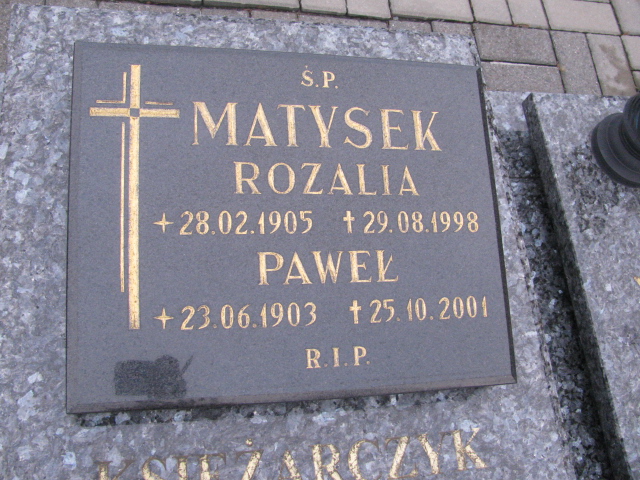 Ś.P.
MATYSEK
ROZALIA
28.02.1905 29.08.1998
PAWEŁ
23.06.1903 25.10.2001
R.I.P.
KSIĘŻARCZYK